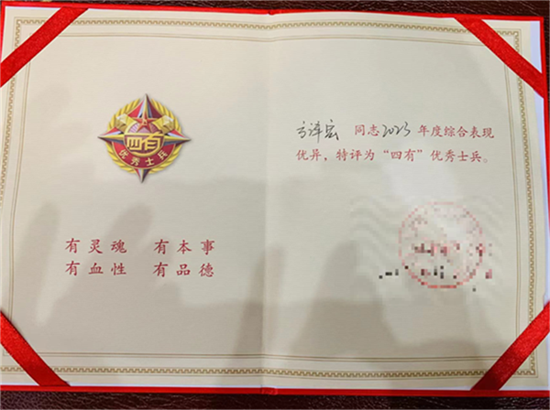 四有
优秀士兵
有灵魂 有本事
有血性 有品德
同志2023年度综合表现
优异,特评为“四有”优秀士兵。